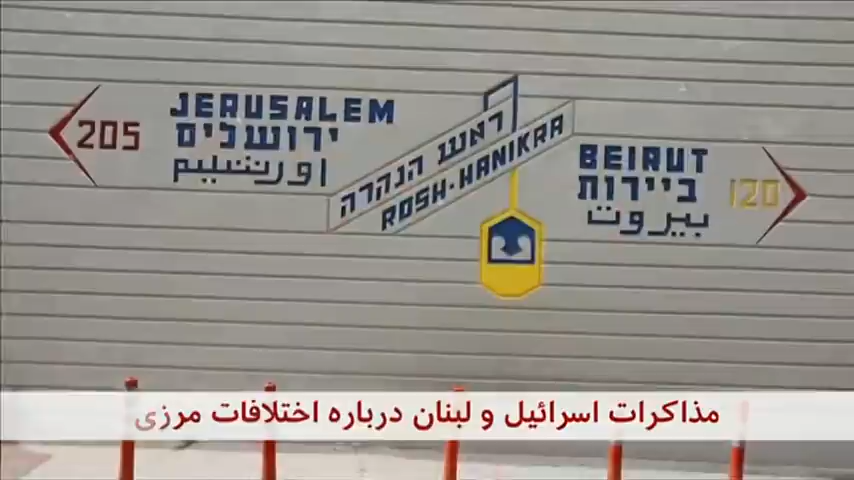 JERUSALEM
ירושלים
اورشليم
205
ראש הנקרה
ROSH-HANIKRA
BEIRUT
ביירות
بيروت
120
مذاکرات اسرائیل و لبنان درباره اختلافات مرزی